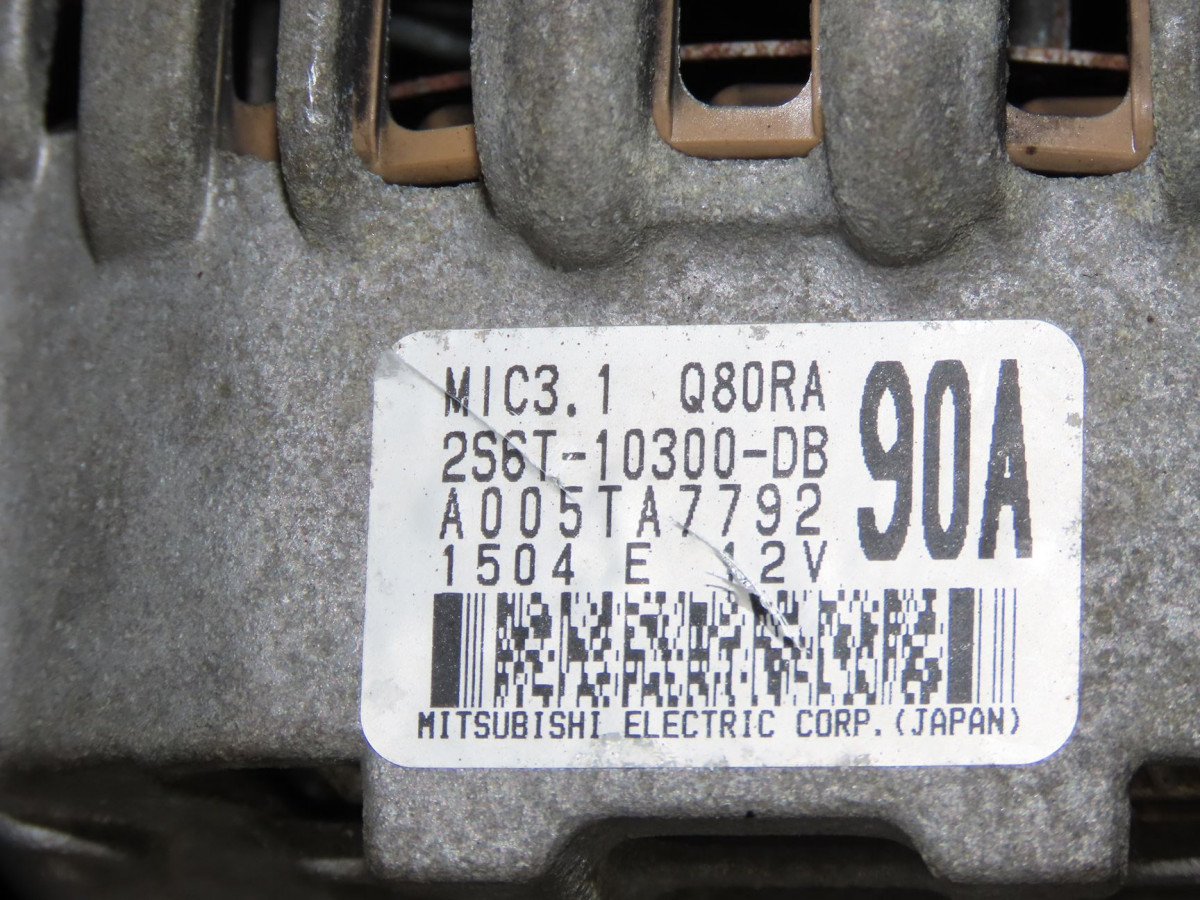 MIC3.1 Q80RA
90A
2S6T-10300-DB
A005TA7792
1504 E 12V
MITSUBISHI ELECTRIC CORP.(JAPAN)